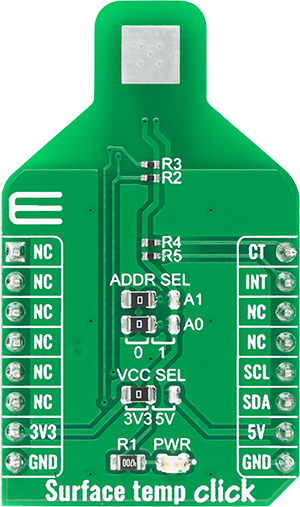 R3
R2
R4
R5
NC CT
ADDR SEL
NC INT
A1
NC NC
A0
0 1
NC NC
VCC SEL
NC SCL
NC SDA
3V3 5V
3V3 5V
R1 PWR
GND GND
4700
Surface temp click